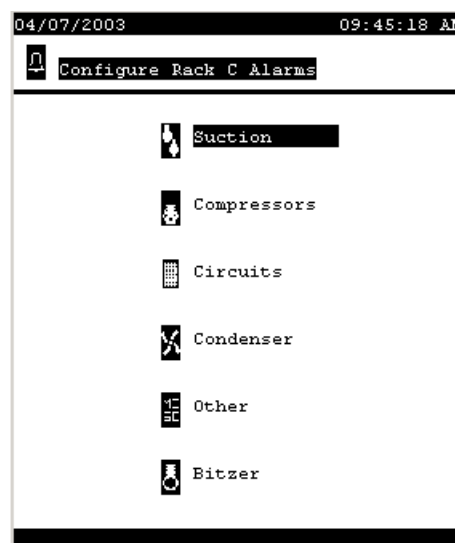 04/07/2003 09:45:18 AM
Configure Rack C Alarms
Suction
Compressors
Circuits
Condenser
Other
Bitzer